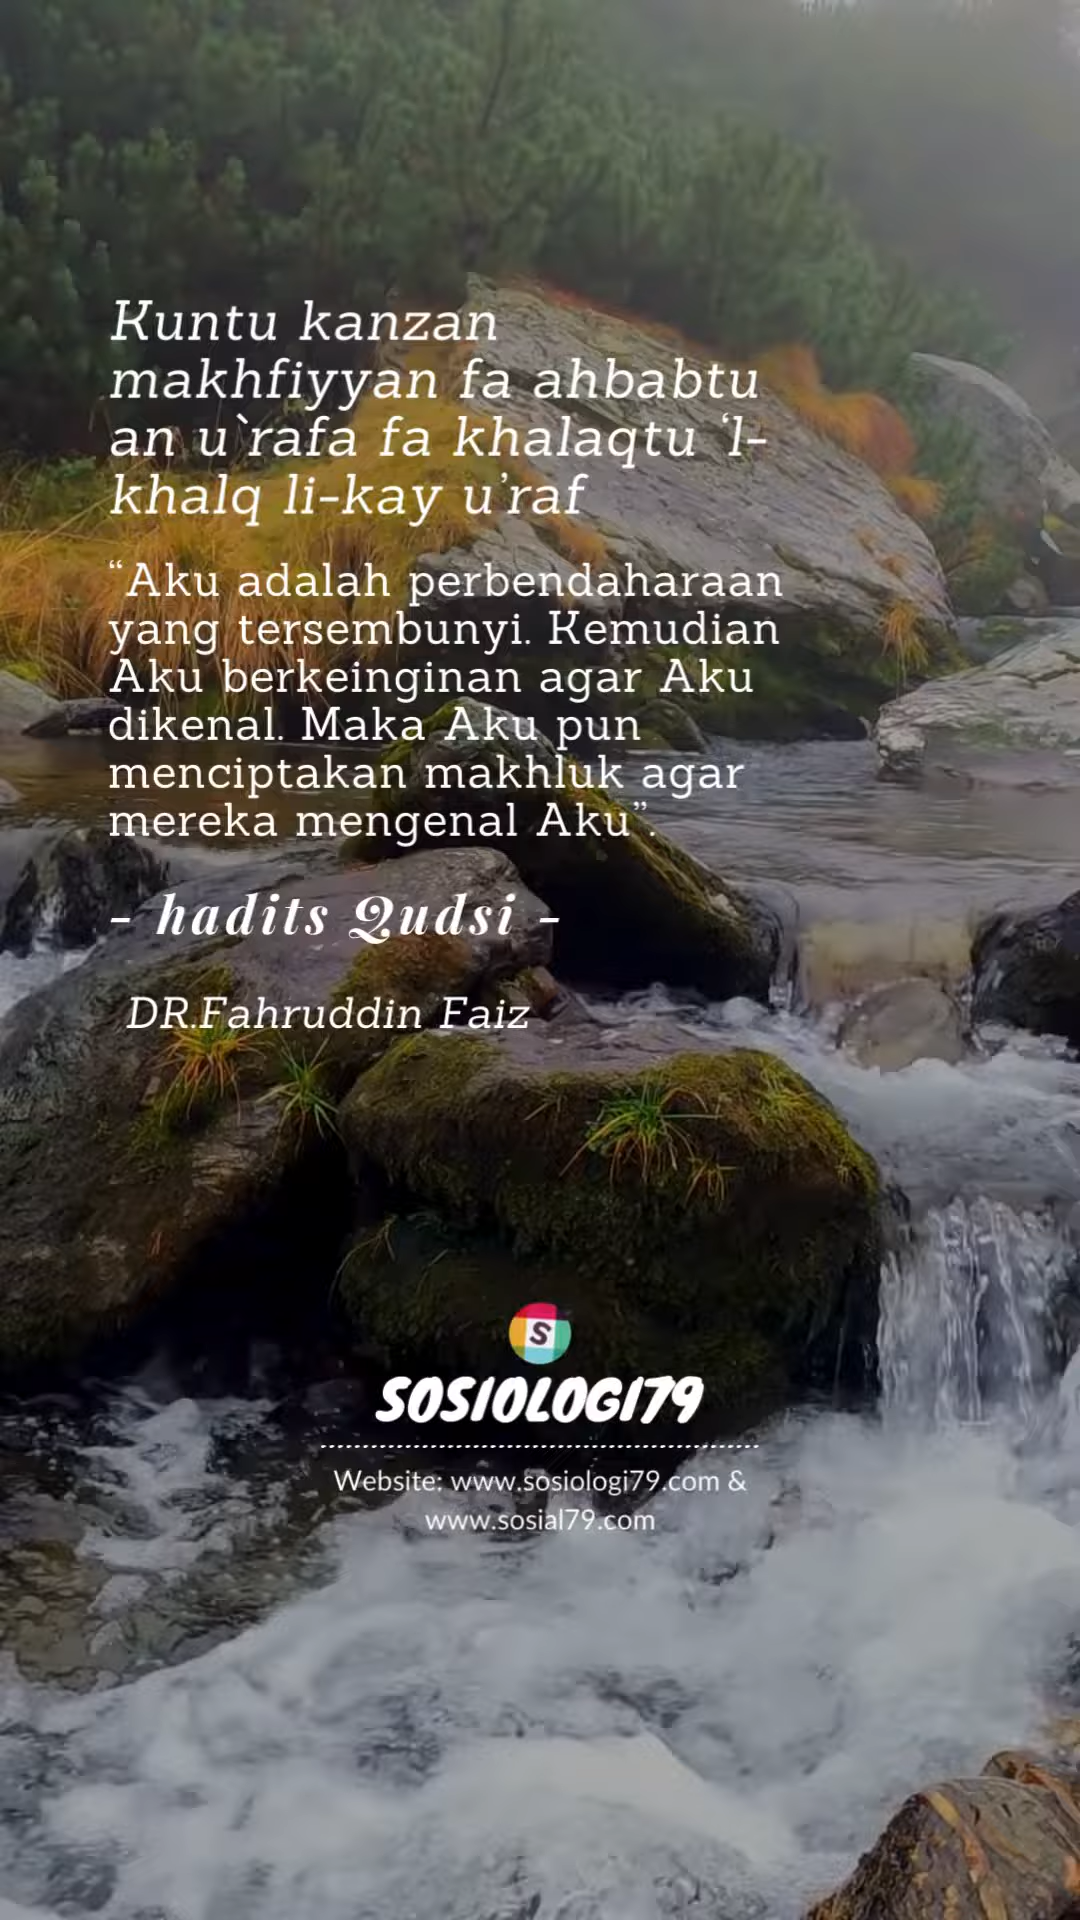 Kuntu kanzan
makhfiyyan fa ahbabtu
an u`rafa fa khalaqtu ‘l-
khalq li-kay u’raf
“Aku adalah perbendaharaan
yang tersembunyi. Kemudian
Aku berkeinginan agar Aku
dikenal. Maka Aku pun
menciptakan makhluk agar
mereka mengenal Aku”.
- hadits Qudsi -
DR.Fahruddin Faiz
S
SOSIOLOGI79
Website: www.sosiologi79.com &
www.sosial79.com